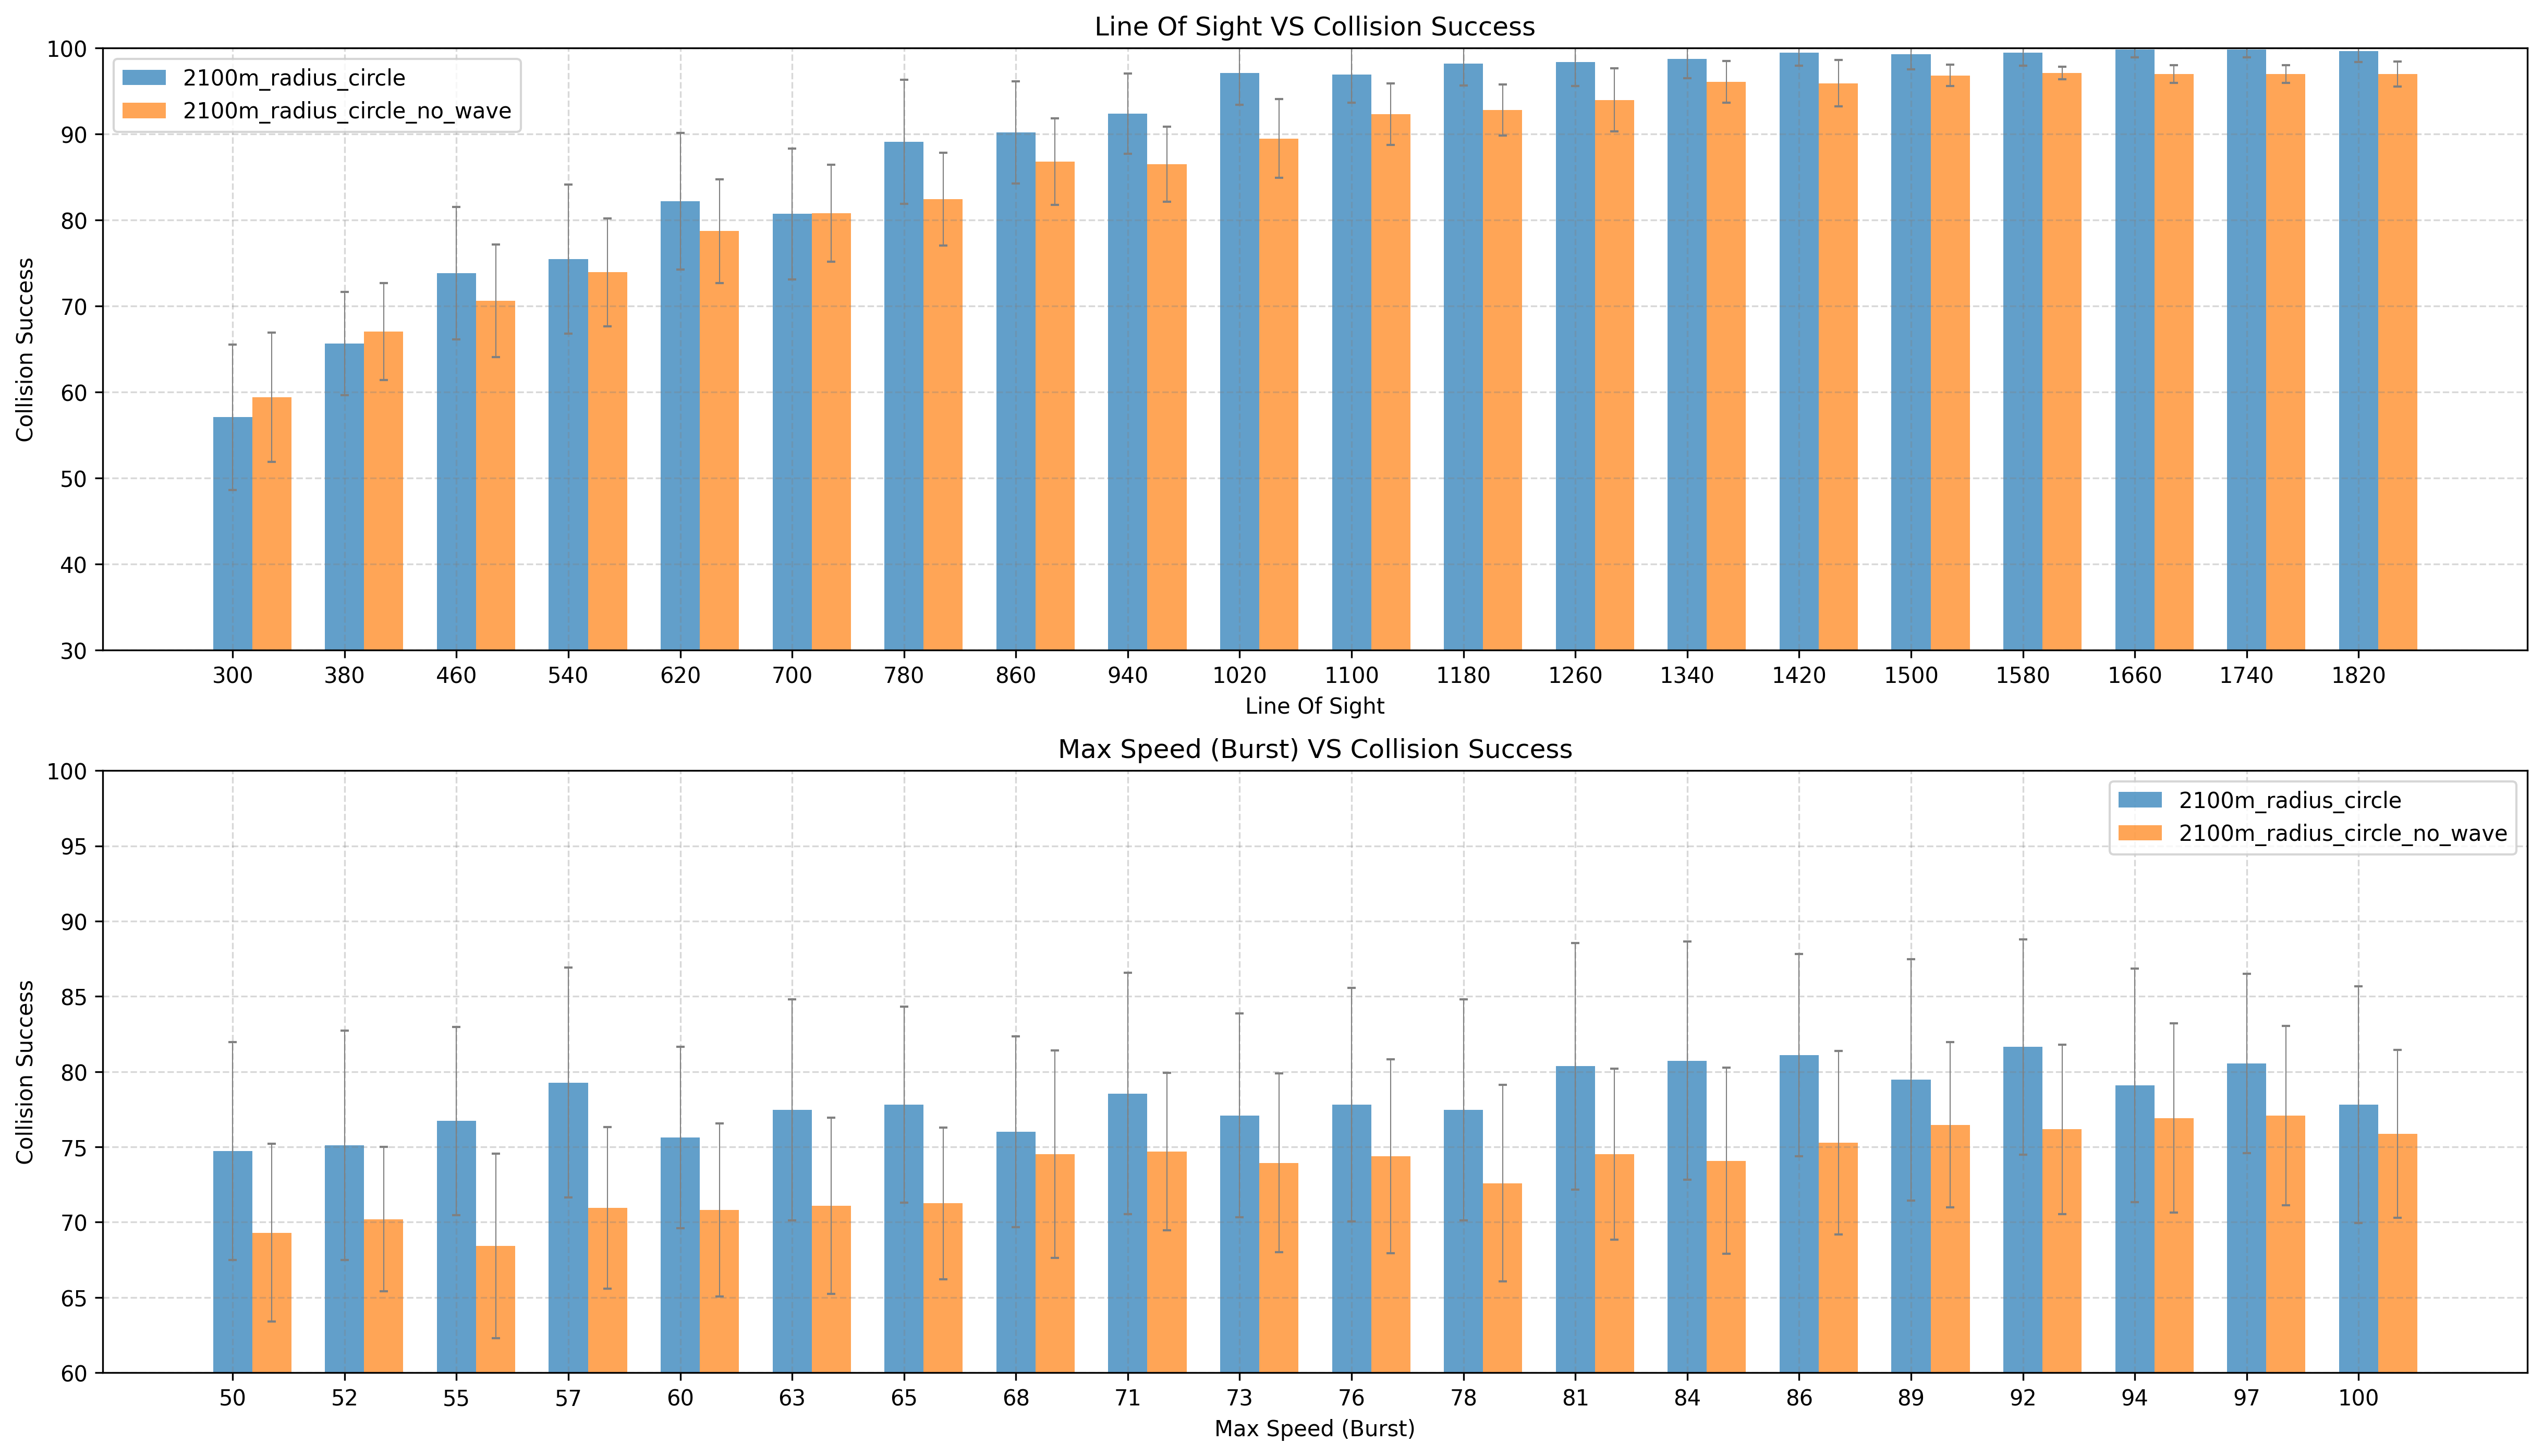 Line Of Sight VS Collision Success
100
90
80
70
60
50
40
30
Collision Success
2100m_radius_circle
2100m_radius_circle_no_wave
300 380 460 540 620 700 780 860 940 1020 1100 1180 1260 1340 1420 1500 1580 1660 1740 1820
Line Of Sight
Max Speed (Burst) VS Collision Success
100
95
90
85
80
75
70
65
60
Collision Success
2100m_radius_circle
2100m_radius_circle_no_wave
50 52 55 57 60 63 65 68 71 73 76 78 81 84 86 89 92 94 97 100
Max Speed (Burst)